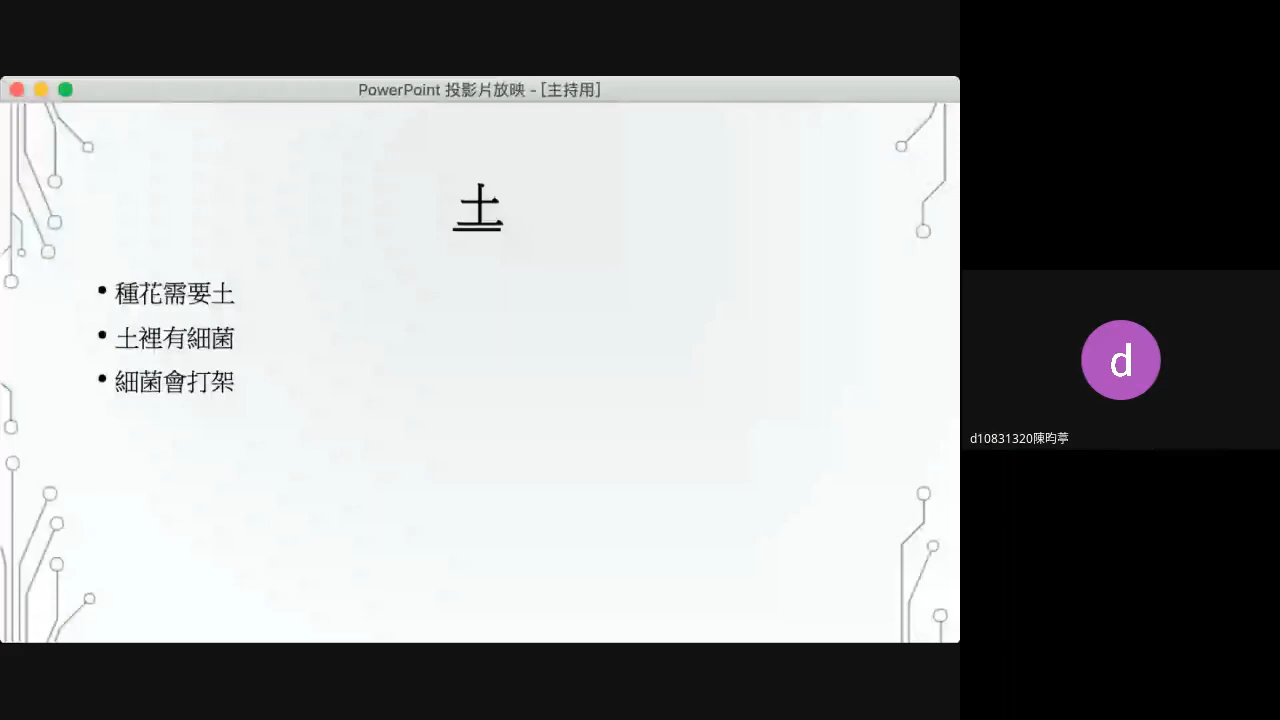 PowerPoint 投影片放映 - [主持用]
土
• 種花需要土
• 土裡有細菌
• 細菌會打架
d
d10831320陳昀葶